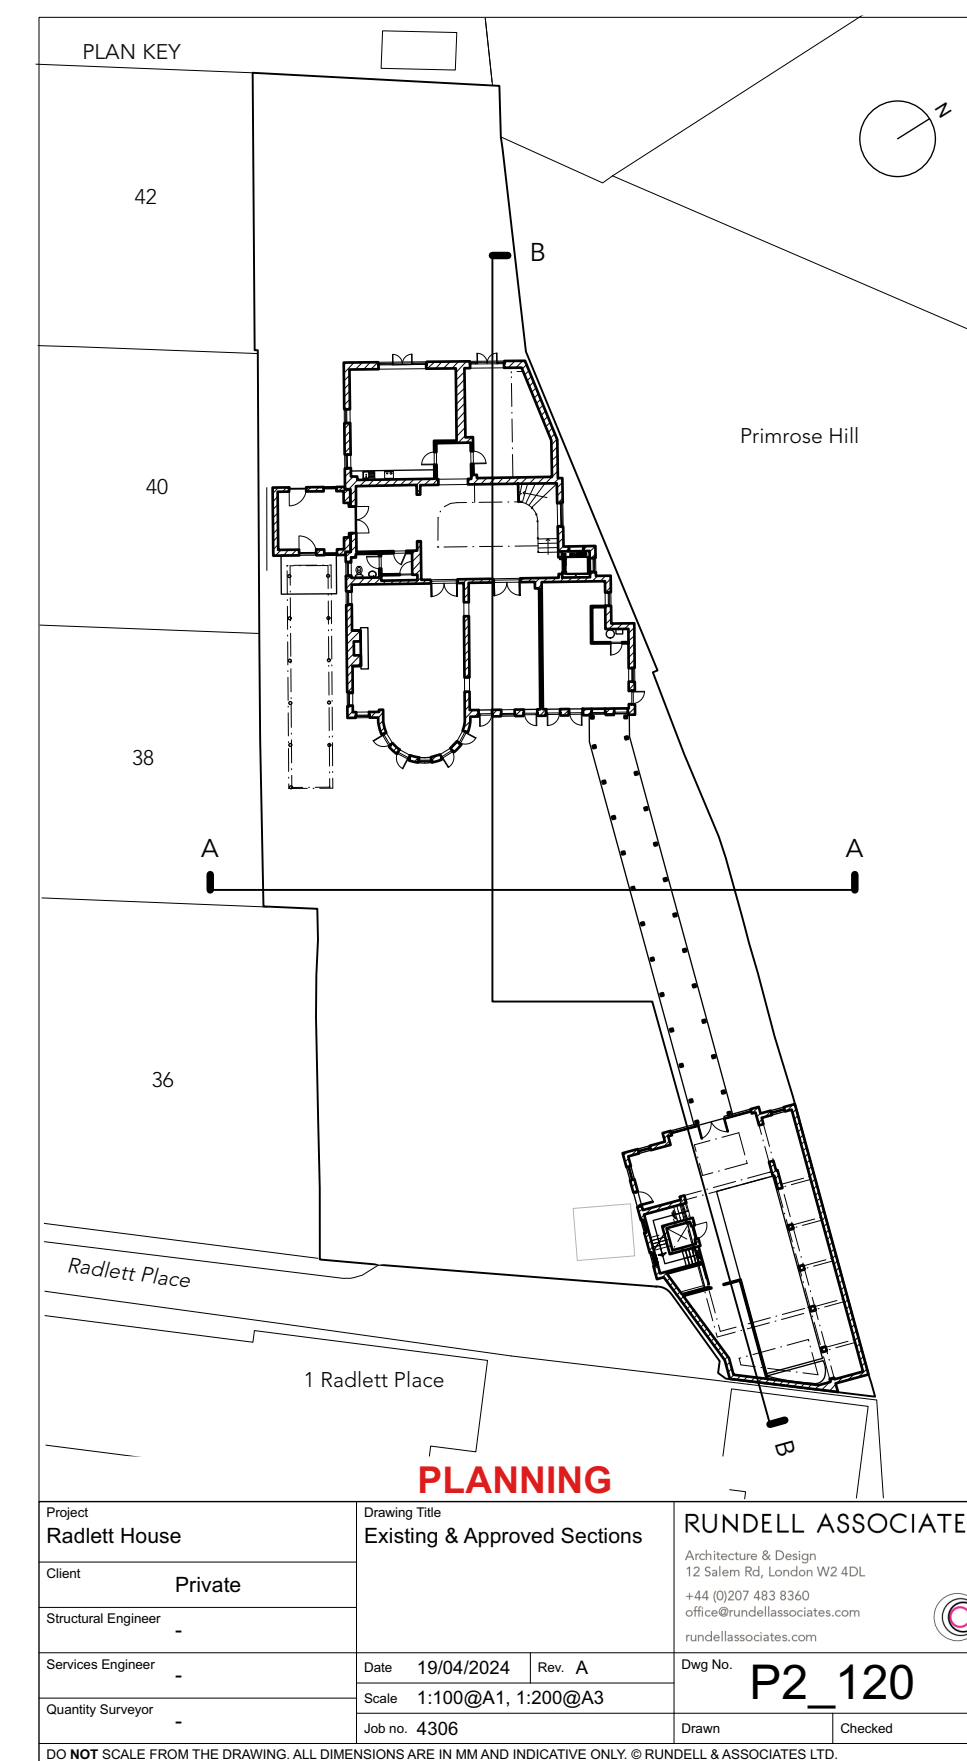 PLAN KEY
N
42
B
Primrose Hill
40
38
A
A
36
Radlett Place
1 Radlett Place
B
PLANNING
Project
Radlett House
Client
Private
Structural Engineer
-
Services Engineer
-
Quantity Surveyor
-
Drawing Title
Existing & Approved Sections
Date 19/04/2024 Rev. A
Scale 1:100@A1, 1:200@A3
Job no. 4306
RUNDELL ASSOCIATE
Architecture & Design
12 Salem Rd, London W2 4DL
+44 (0)207 483 8360
office@rundellassociates.com
rundellassociates.com
Dwg No. P2_120
Drawn Checked
DO NOT SCALE FROM THE DRAWING. ALL DIMENSIONS ARE IN MM AND INDICATIVE ONLY. © RUNDELL & ASSOCIATES LTD.